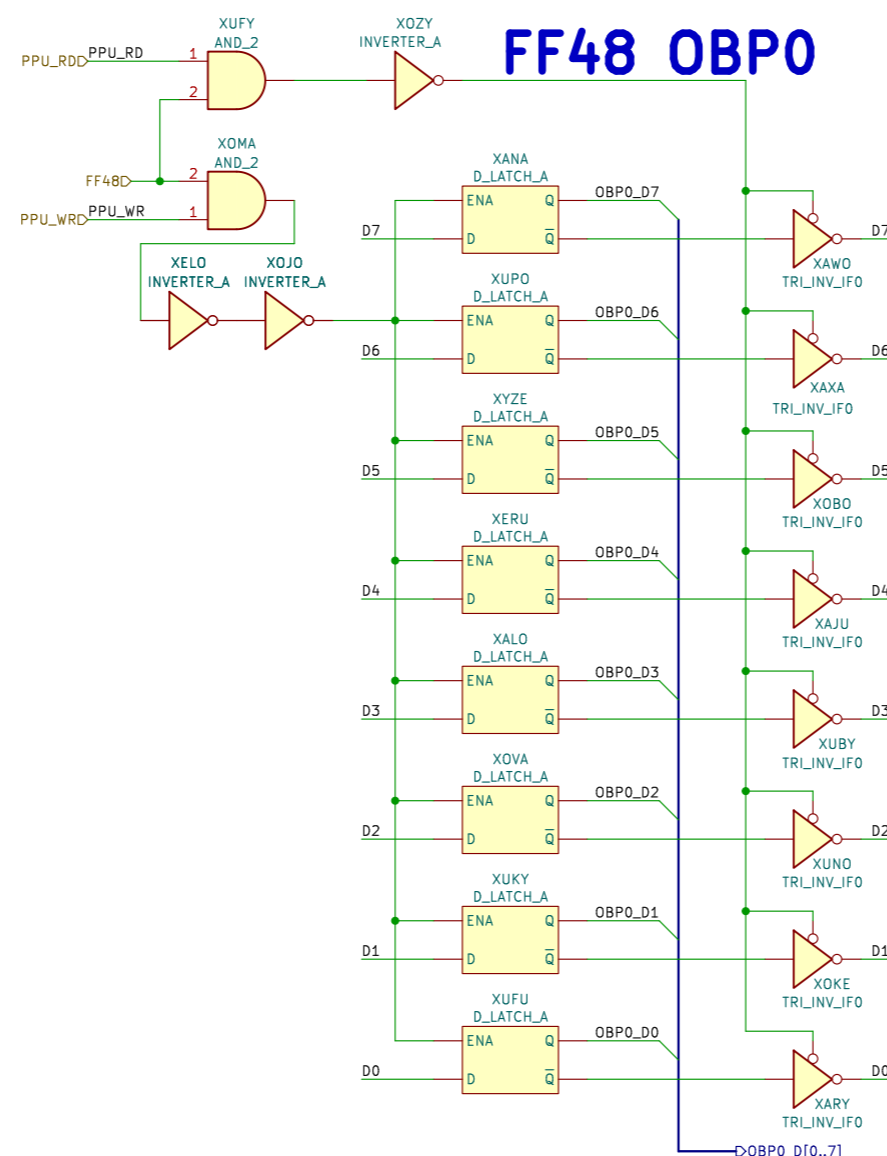 FF48 OBP0
XUFY
AND_2
XOZY
INVERTER_A
PPU_RD
PPU_RD
1
2
XOMA
AND_2
FF48
2
PPU_WR
PPU_WR
1
XELO
INVERTER_A
XOJO
INVERTER_A
XANA
D_LATCH_A
ENA
Q
OBP0_D7
D7
D
Q
D7
XAWO
TRI_INV_IF0
XUPO
D_LATCH_A
ENA
Q
OBP0_D6
D6
D
Q
D6
XAXA
TRI_INV_IF0
XYZE
D_LATCH_A
ENA
Q
OBP0_D5
D5
D
Q
D5
XOBO
TRI_INV_IF0
XERU
D_LATCH_A
ENA
Q
OBP0_D4
D4
D
Q
D4
XAJU
TRI_INV_IF0
XALO
D_LATCH_A
ENA
Q
OBP0_D3
D3
D
Q
D3
XUBY
TRI_INV_IF0
XOVA
D_LATCH_A
ENA
Q
OBP0_D2
D2
D
Q
D2
XUNO
TRI_INV_IF0
XUKY
D_LATCH_A
ENA
Q
OBP0_D1
D1
D
Q
D1
XOKE
TRI_INV_IF0
XUFU
D_LATCH_A
ENA
Q
OBP0_D0
D0
D
Q
D0
XARY
TRI_INV_IF0
OBP0_D[0..7]